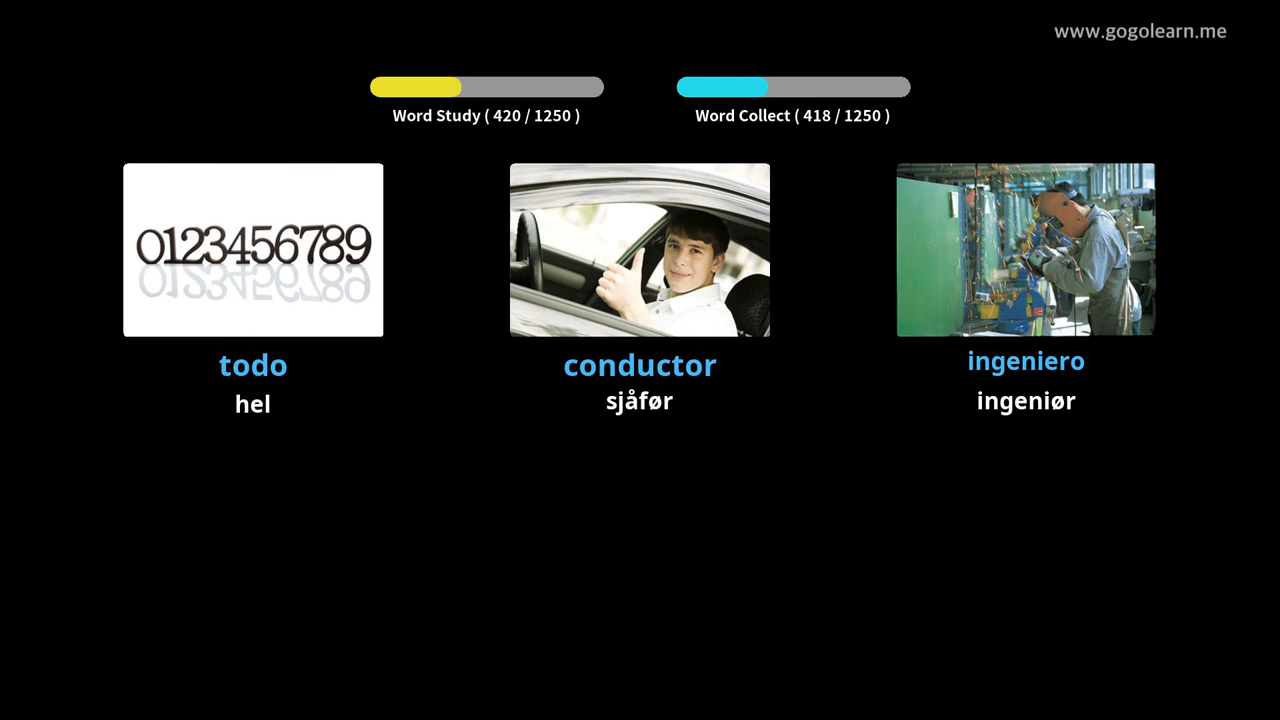 www.gogolearn.me
Word Study ( 420 / 1250 )
Word Collect ( 418 / 1250 )
0123456789
todo
conductor
ingeniero
hel
sjåfør
ingeniør